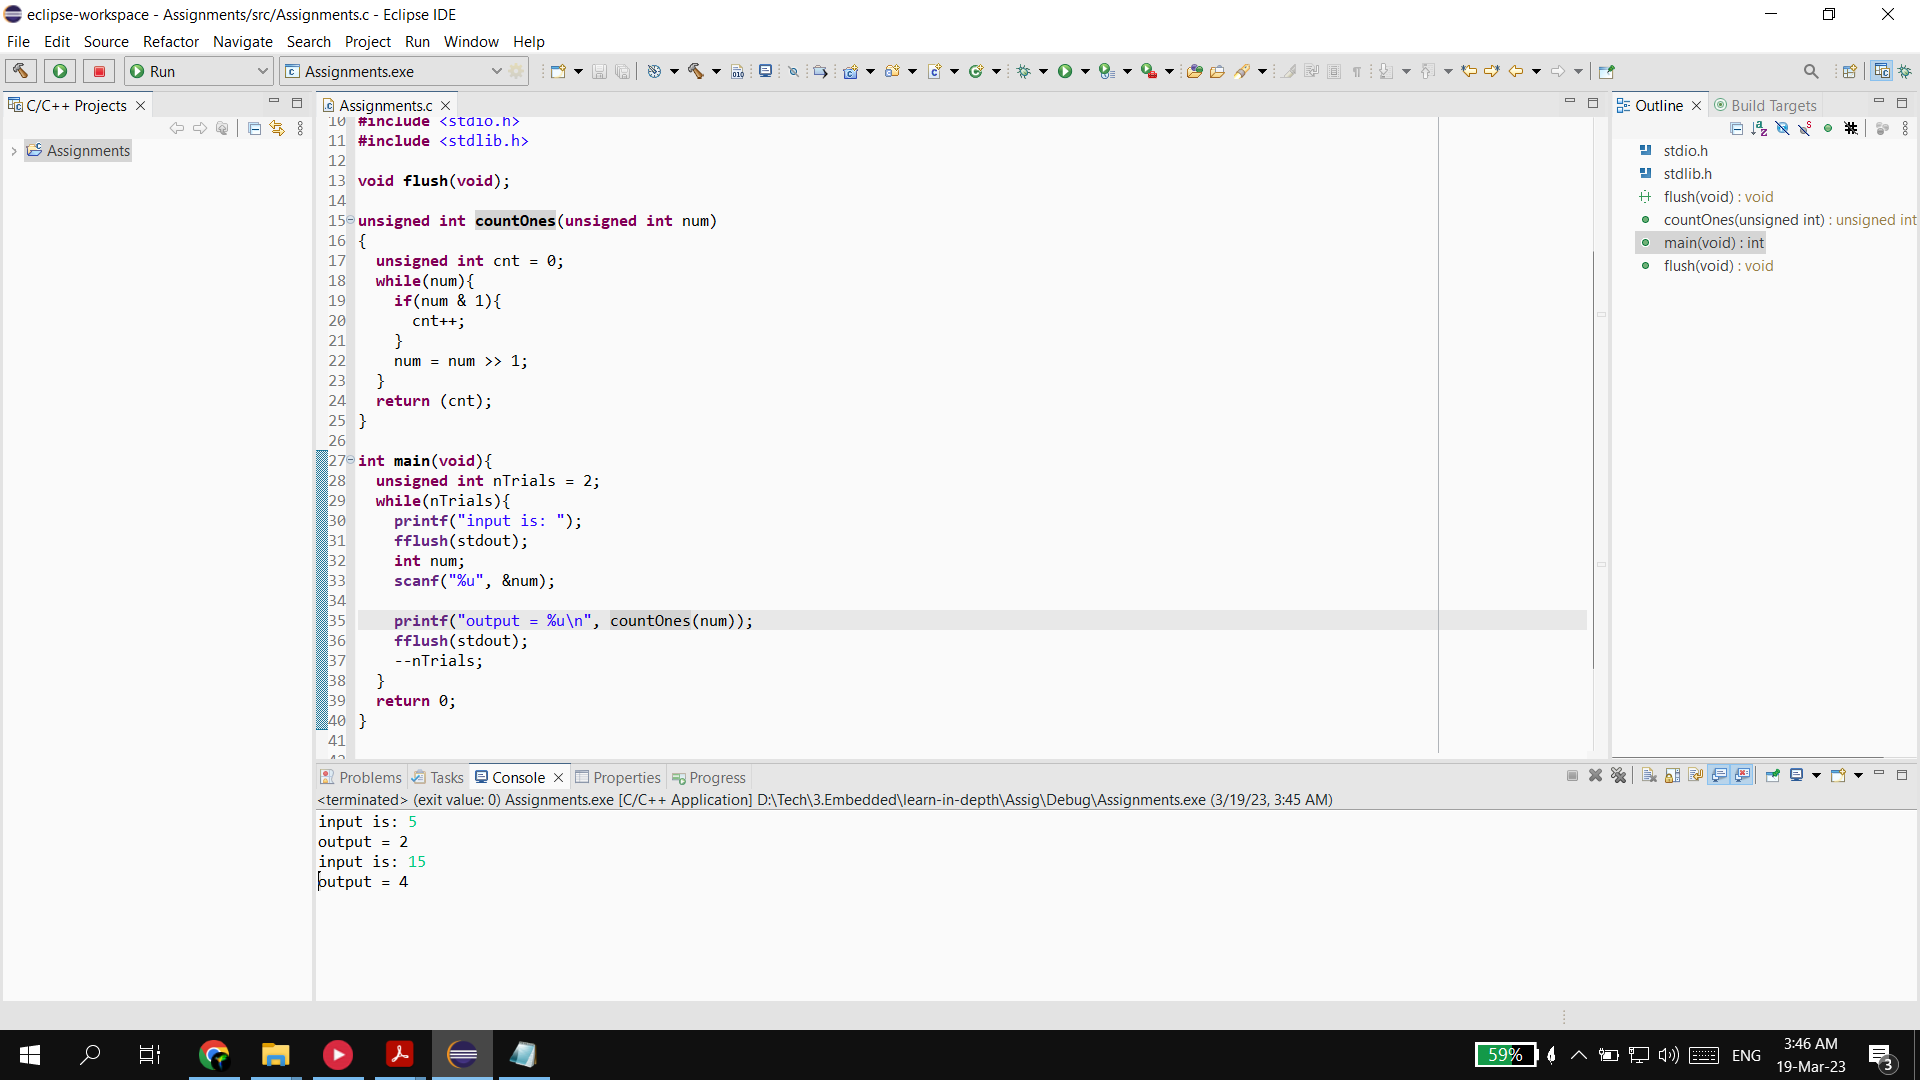 eclipse-workspace - Assignments/src/Assignments.c - Eclipse IDE
File Edit Source Refactor Navigate Search Project Run Window Help
Run Assignments.exe
C/C++ Projects
Assignments
Assignments.c
10 #include <stdio.h>
11 #include <stdlib.h>
12
13 void flush(void);
14
15 unsigned int countOnes(unsigned int num)
16 {
17 unsigned int cnt = 0;
18 while(num){
19 if(num & 1){
20 cnt++;
21 }
22 num = num >> 1;
23 }
24 return (cnt);
25 }
26
27 int main(void){
28 unsigned int nTrials = 2;
29 while(nTrials){
30 printf("input is: ");
31 fflush(stdout);
32 int num;
33 scanf("%u", &num);
34
35 printf("output = %u\n", countOnes(num));
36 fflush(stdout);
37 --nTrials;
38 }
39 return 0;
40 }
41
Outline Build Targets
stdio.h
stdlib.h
flush(void) : void
countOnes(unsigned int) : unsigned int
main(void) : int
flush(void) : void
Problems Tasks Console Properties Progress
<terminated> (exit value: 0) Assignments.exe [C/C++ Application] D:\Tech\3.Embedded\learn-in-depth\Assig\Debug\Assignments.exe (3/19/23, 3:45 AM)
input is: 5
output = 2
input is: 15
output = 4
59% ENG
3:46 AM
19-Mar-23
3